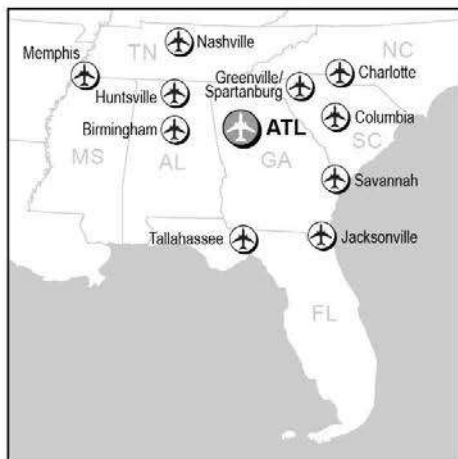 TN
Nashville
NC
Memphis
Greenville/
Spartanburg
Charlotte
Huntsville
Birmingham
ATL
Columbia
SC
MS
AL
GA
Savannah
Tallahassee
Jacksonville
FL